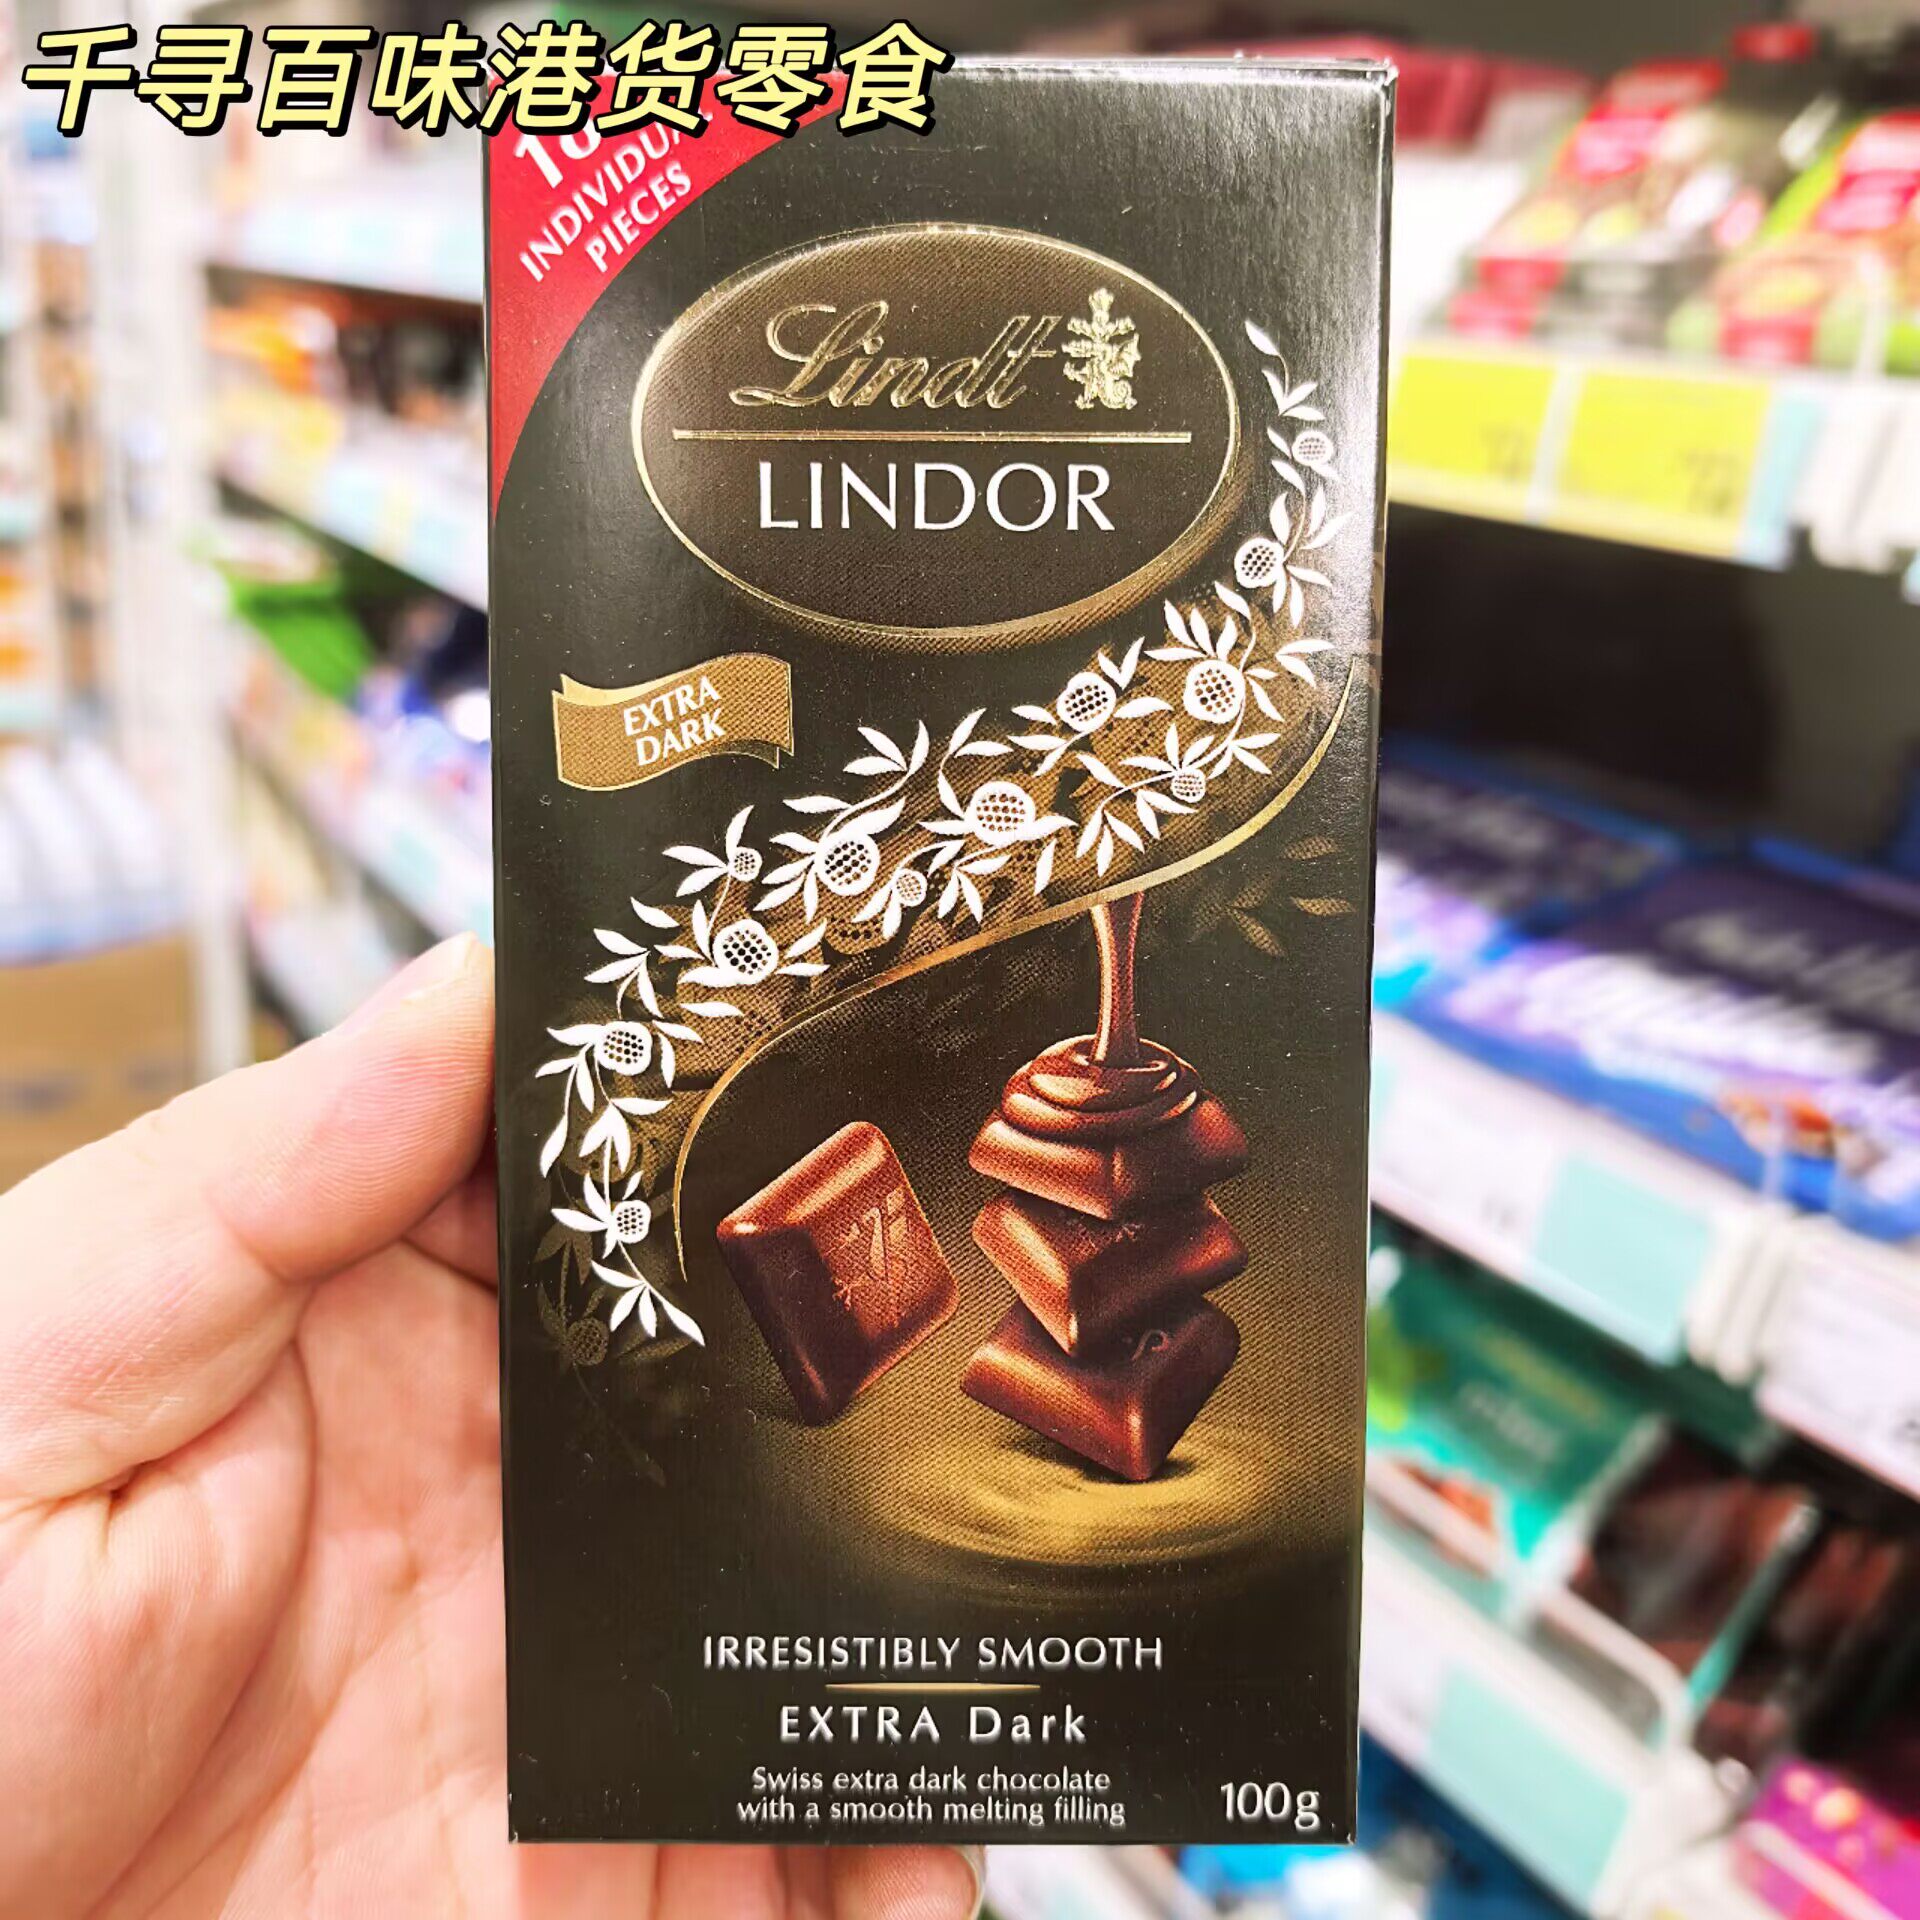 千寻百味港货零食
INDIVIDUAL
PIECES
Lindt
LINDOR
EXTRA
DARK
IRRESISTIBLY SMOOTH
EXTRA Dark
Swiss extra dark chocolate
with a smooth melting filling
100g